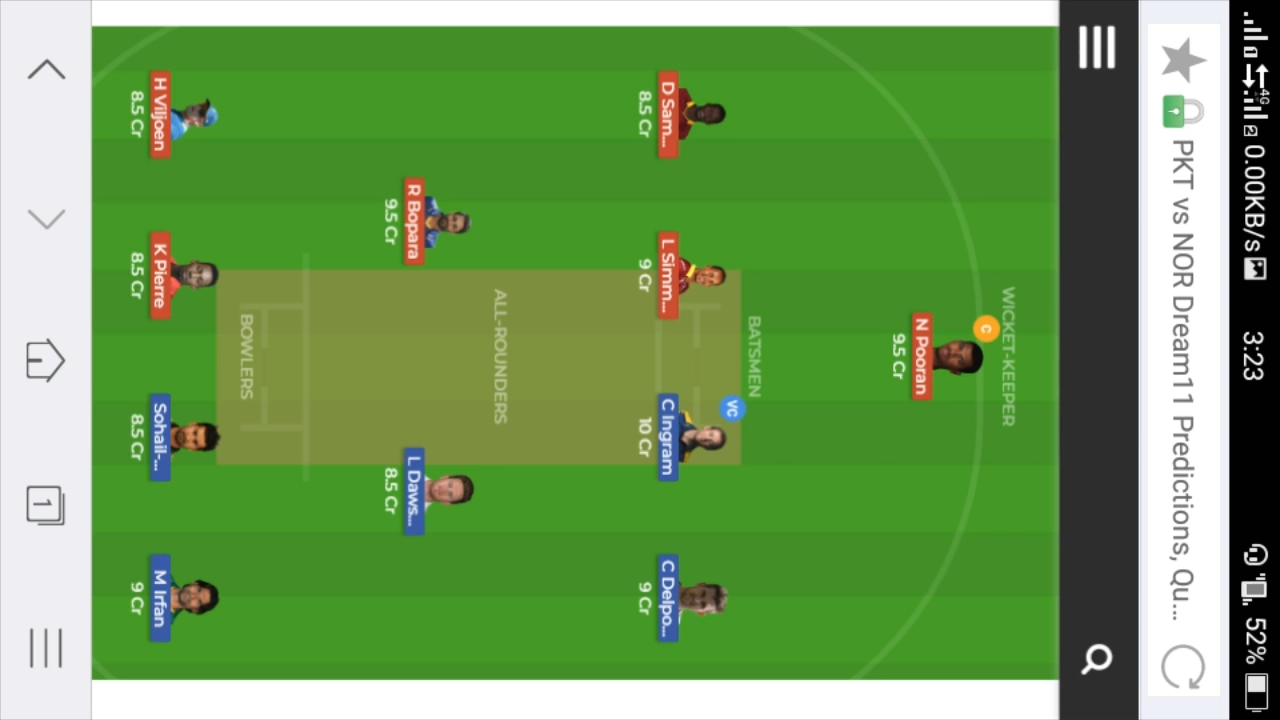 0.00KB/s 3:23 52%
4G
PKT vs NOR Dream11 Predictions, Qu...
WICKET-KEEPER
C
N Pooran
9.5 Cr
BATSMEN
VC
D Sam... L Simm... C Ingram C Delpo...
8.5 Cr 9 Cr 10 Cr 9 Cr
ALL-ROUNDERS
R Bopara L Daws...
9.5 Cr 8.5 Cr
BOWLERS
H Viljoen K Pierre Sohail-... M Irfan
8.5 Cr 8.5 Cr 8.5 Cr 9 Cr
1